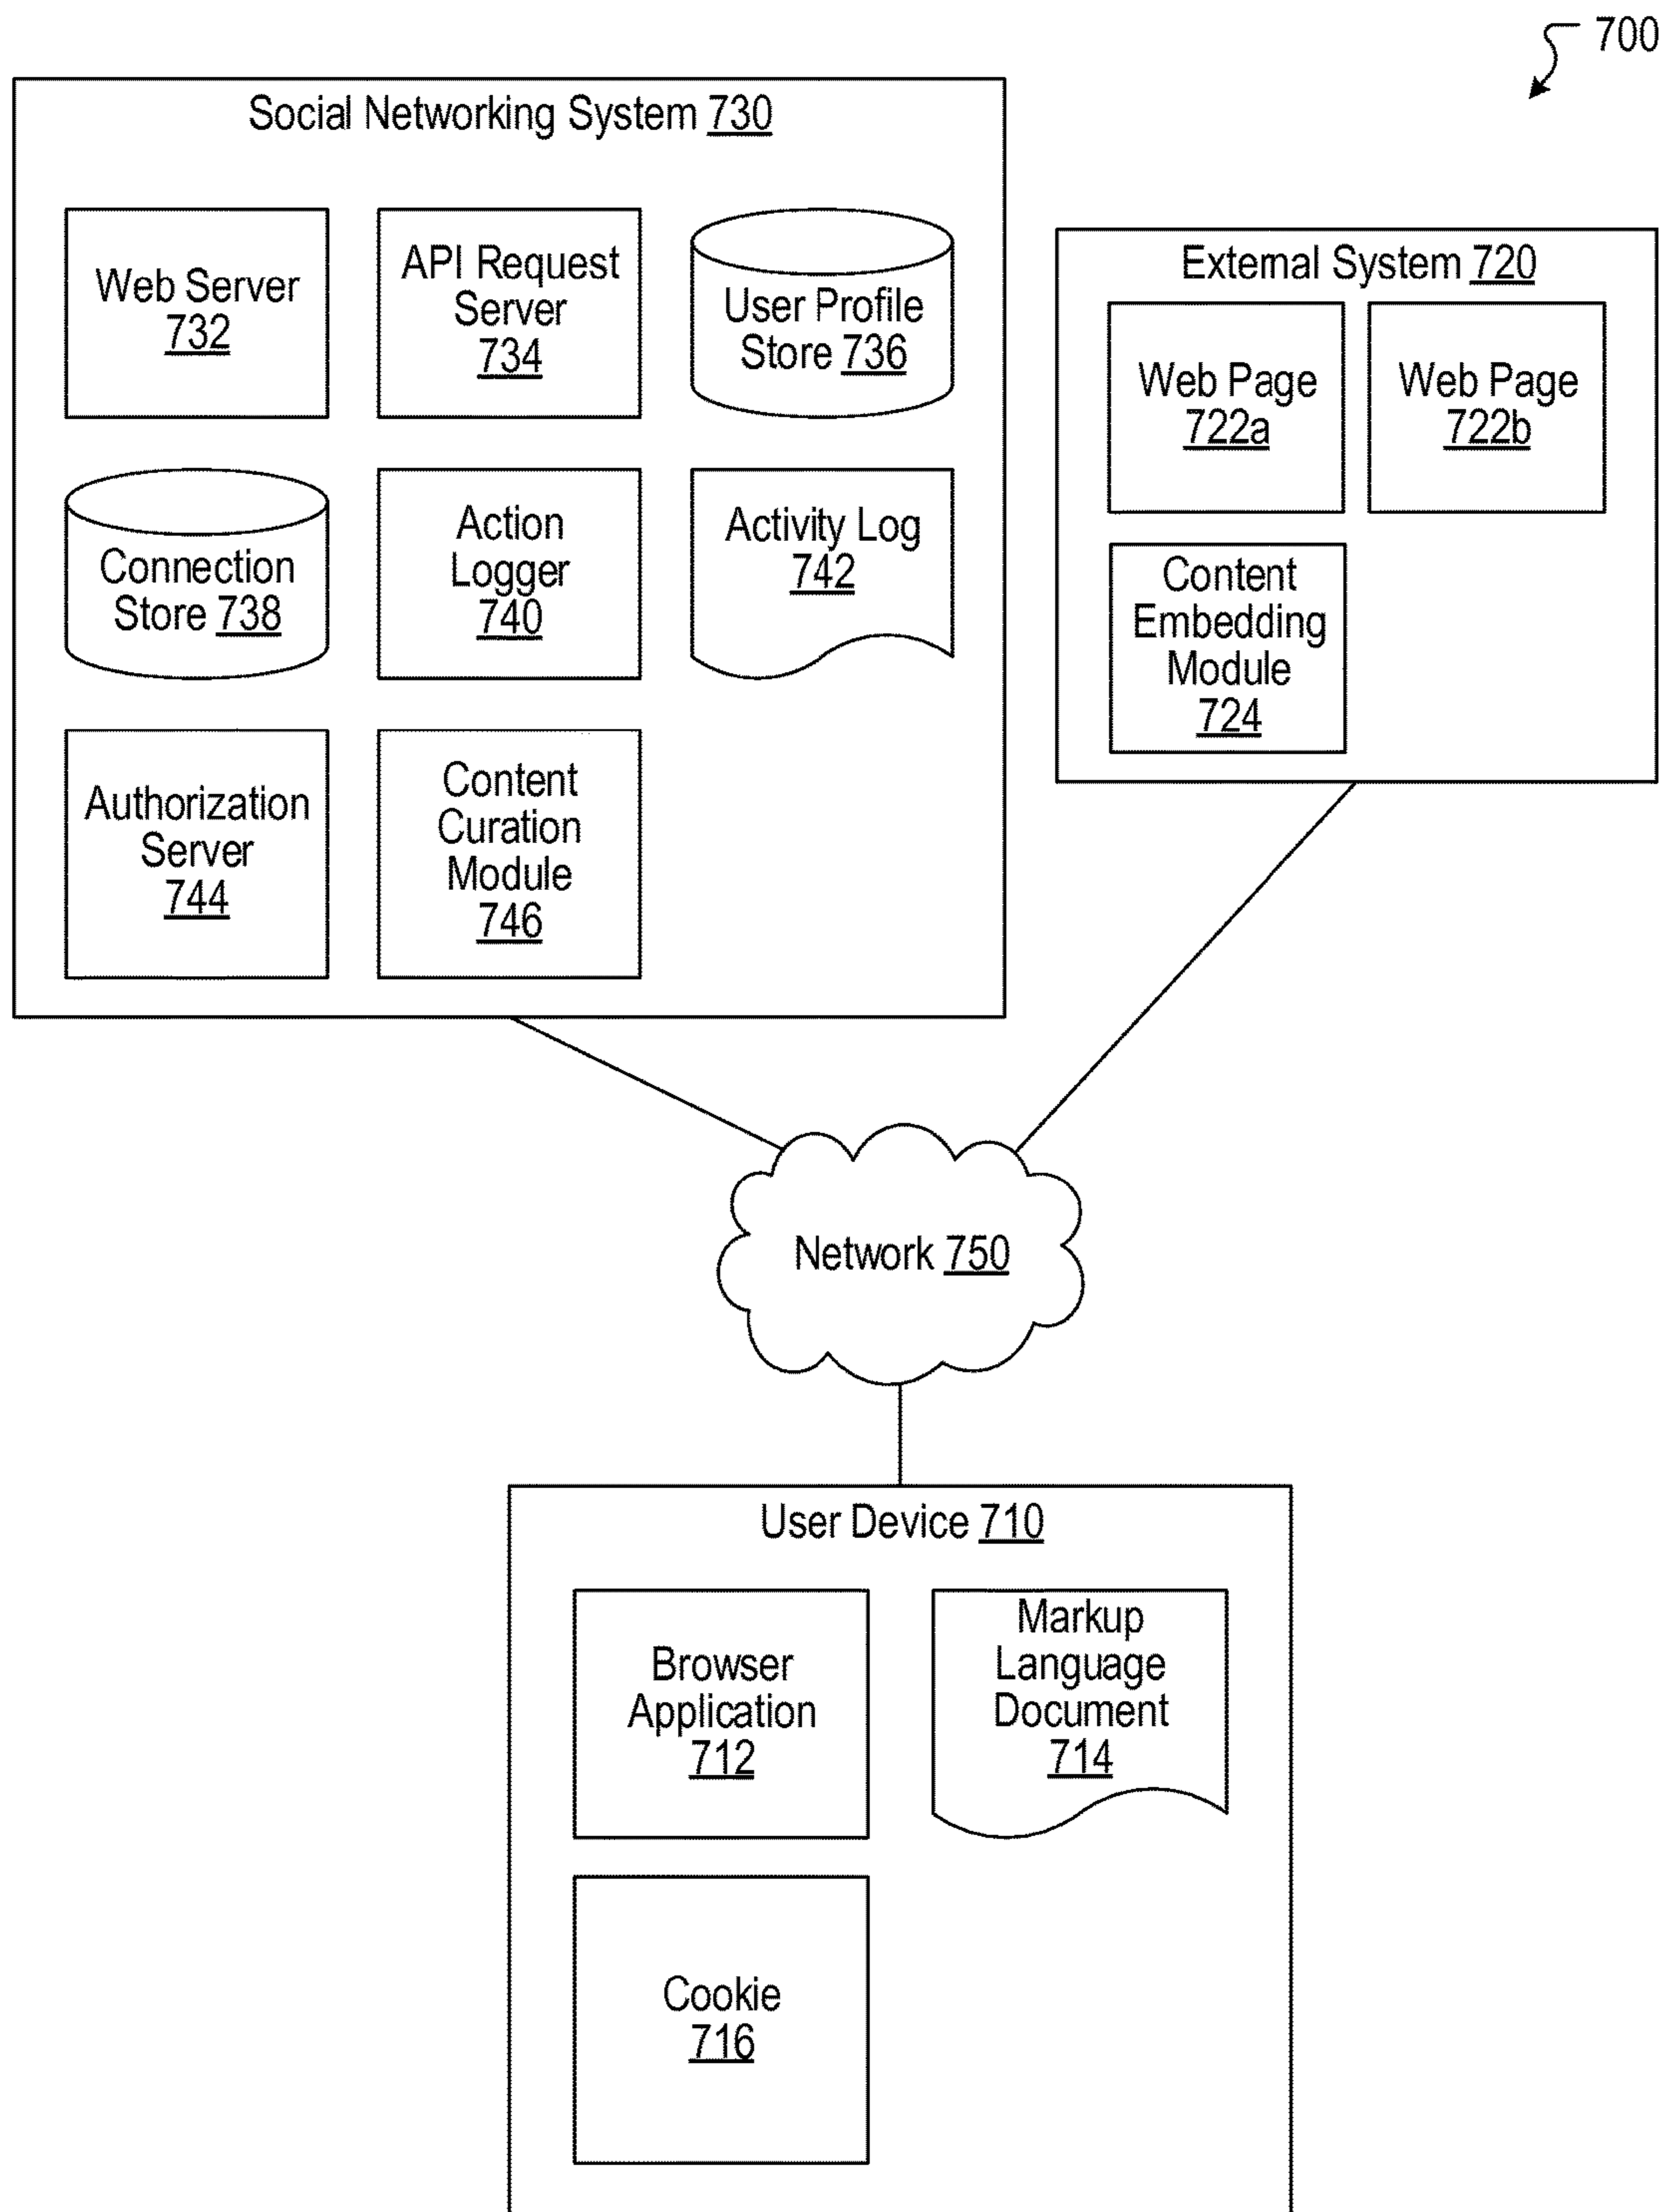 700
Social Networking System 730
Web Server
732
API Request
Server
734
User Profile
Store 736
Connection
Store 738
Action
Logger
740
Activity Log
742
Authorization
Server
744
Content
Curation
Module
746
External System 720
Web Page
722a
Web Page
722b
Content
Embedding
Module
724
Network 750
User Device 710
Browser
Application
712
Markup
Language
Document
714
Cookie
716